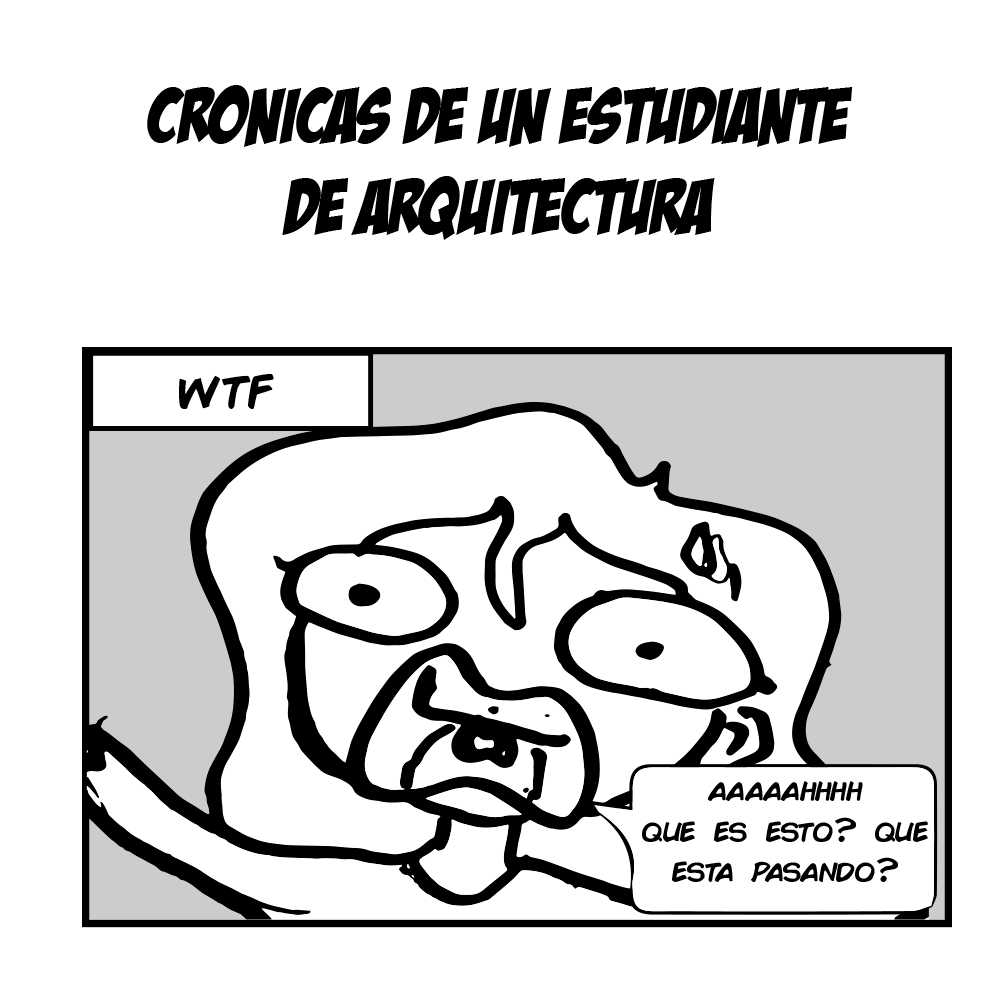 CRONICAS DE UN ESTUDIANTE
DE ARQUITECTURA
WTF
AAAAAHHHH
QUE ES ESTO? QUE
ESTA PASANDO?